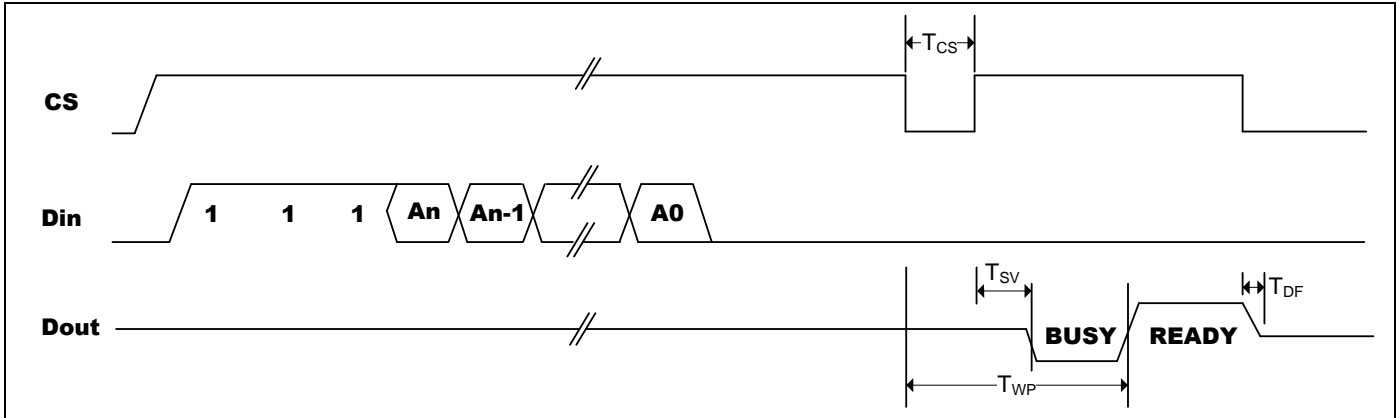 TCS
CS
Din 1 1 1 An An-1 A0
TSV TDF
Dout BUSY READY
TWP